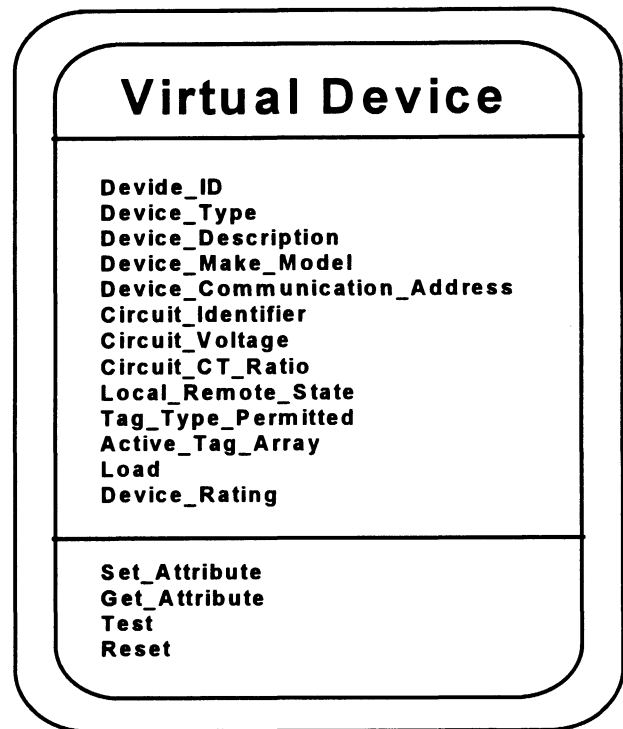 Virtual Device
Devide_ID
Device_Type
Device_Description
Device_Make_Model
Device_Communication_Address
Circuit_Identifier
Circuit_Voltage
Circuit_CT_Ratio
Local_Remote_State
Tag_Type_Permitted
Active_Tag_Array
Load
Device_Rating
Set_Attribute
Get_Attribute
Test
Reset